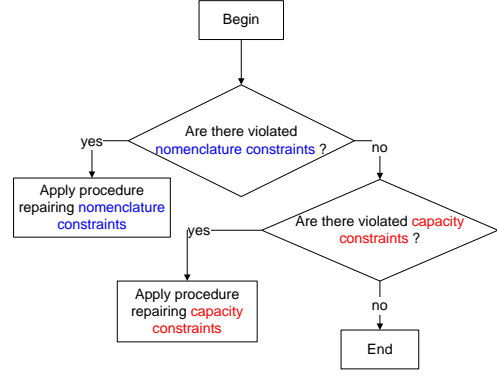 Begin
Are there violated
nomenclature constraints ?
yes
no
Apply procedure
repairing nomenclature
constraints
Are there violated capacity
constraints ?
yes
Apply procedure
repairing capacity
constraints
no
End